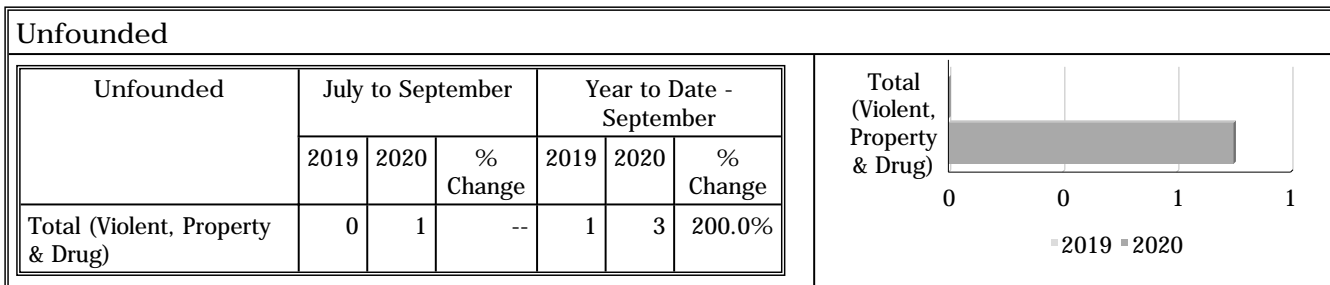 Unfounded
Unfounded
July to September
Year to Date -
September
2019 2020 %
Change
2019 2020 %
Change
Total (Violent, Property
& Drug)
0 1 -- 1 3 200.0%
Total
(Violent,
Property
& Drug)
0 0 1 1
2019 2020